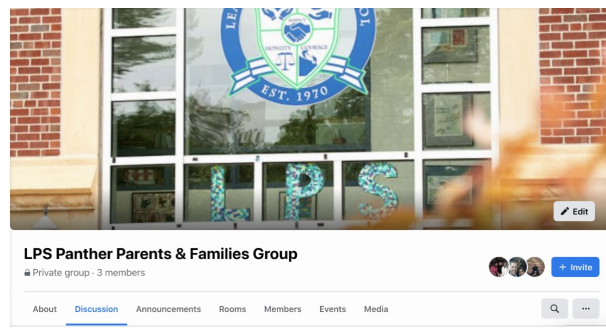 HONESTY COURAGE
EST. 1970
LPS
Edit
LPS Panther Parents & Families Group
Private group · 3 members
+ Invite
About Discussion Announcements Rooms Members Events Media